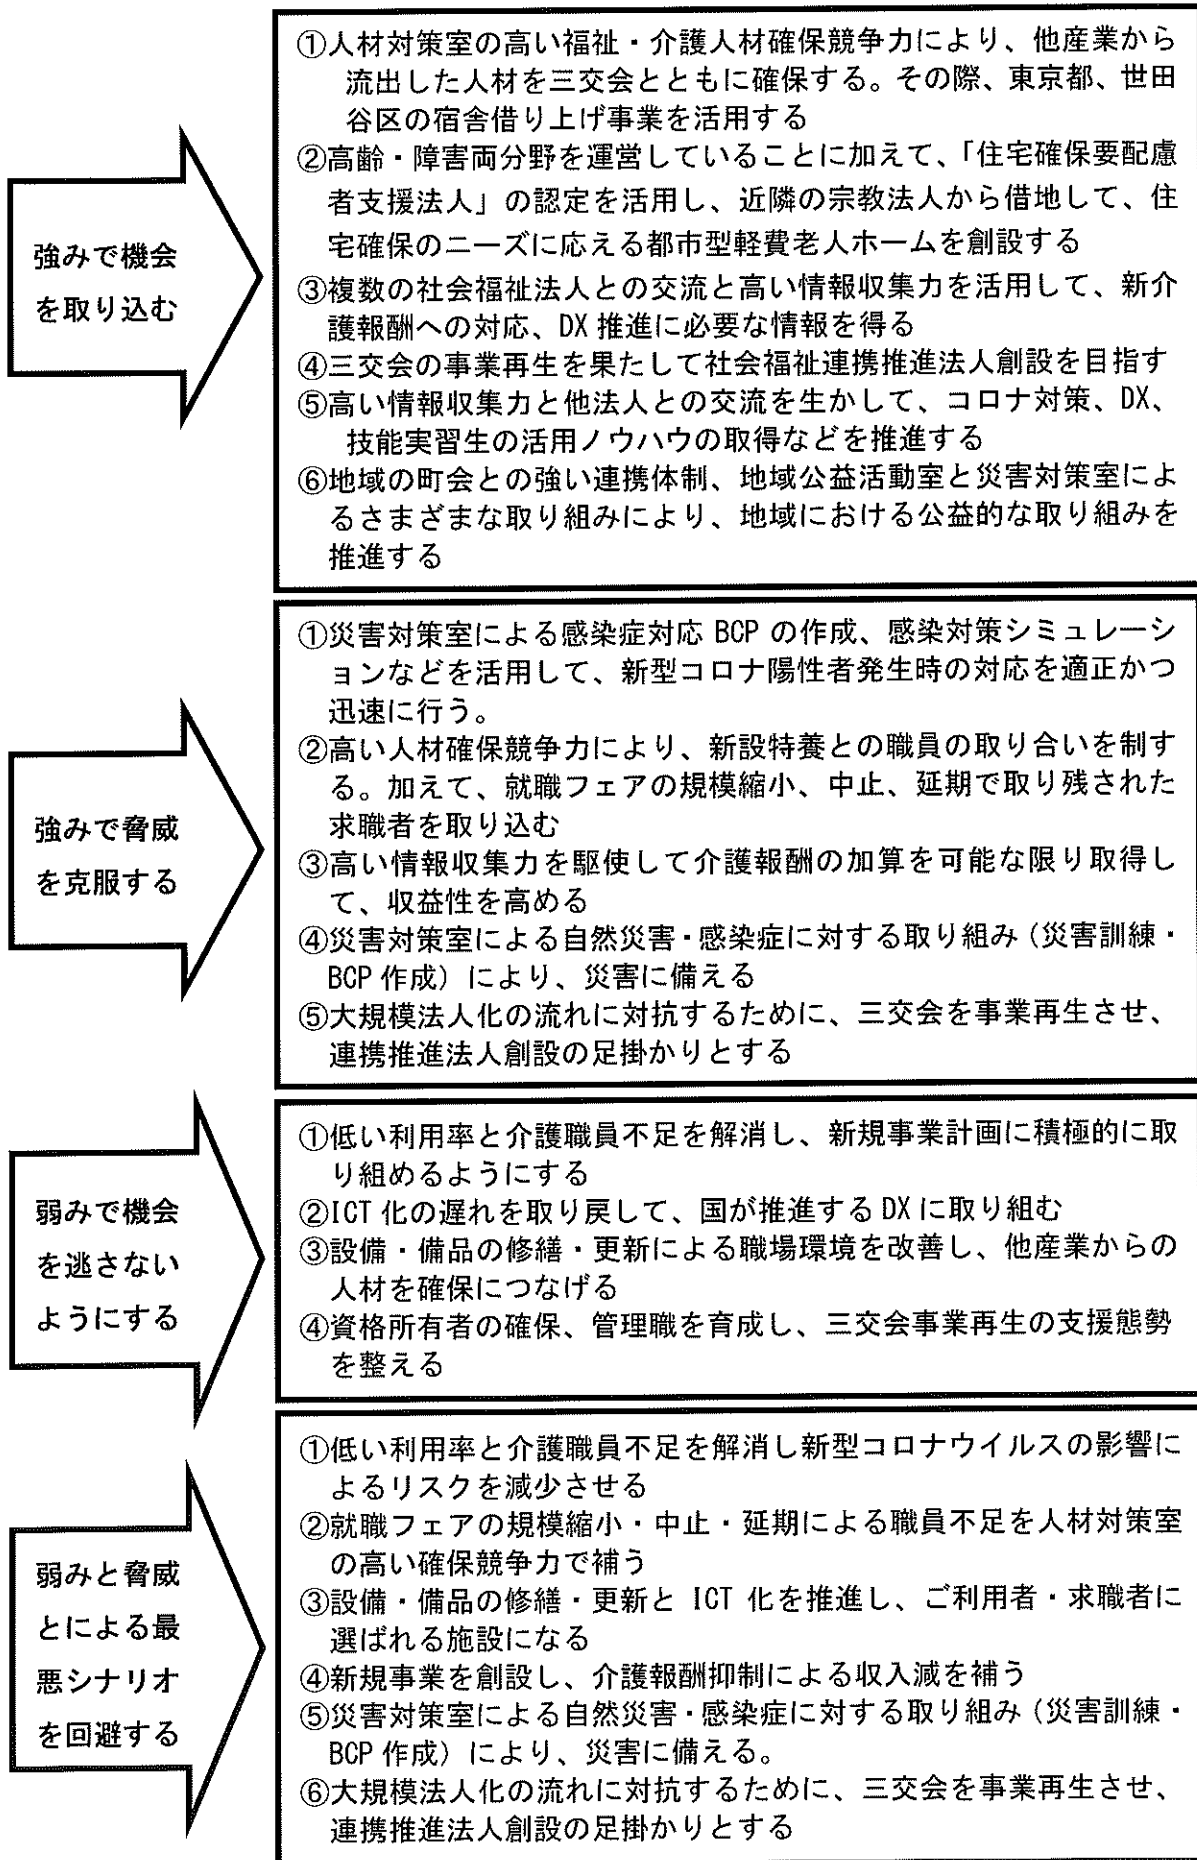 強みで機会
を取り込む
①人材対策室の高い福祉・介護人材確保競争力により、他産業から
流出した人材を三交会とともに確保する。その際、東京都、世田
谷区の宿舎借り上げ事業を活用する
②高齢・障害両分野を運営していることに加えて、「住宅確保要配慮
者支援法人」の認定を活用し、近隣の宗教法人から借地して、住
宅確保のニーズに応える都市型軽費老人ホームを創設する
③複数の社会福祉法人との交流と高い情報収集力を活用して、新介
護報酬への対応、DX 推進に必要な情報を得る
④三交会の事業再生を果たして社会福祉連携推進法人創設を目指す
⑤高い情報収集力と他法人との交流を生かして、コロナ対策、DX、
技能実習生の活用ノウハウの取得などを推進する
⑥地域の町会との強い連携体制、地域公益活動室と災害対策室によ
るさまざまな取り組みにより、地域における公益的な取り組みを
推進する
強みで脅威
を克服する
①災害対策室による感染症対応 BCP の作成、感染対策シミュレーシ
ョンなどを活用して、新型コロナ陽性者発生時の対応を適正かつ
迅速に行う。
②高い人材確保競争力により、新設特養との職員の取り合いを制す
る。加えて、就職フェアの規模縮小、中止、延期で取り残された
求職者を取り込む
③高い情報収集力を駆使して介護報酬の加算を可能な限り取得し
て、収益性を高める
④災害対策室による自然災害・感染症に対する取り組み（災害訓練・
BCP 作成）により、災害に備える
⑤大規模法人化の流れに対抗するために、三交会を事業再生させ、
連携推進法人創設の足掛かりとする
弱みで機会
を逃さない
ようにする
①低い利用率と介護職員不足を解消し、新規事業計画に積極的に取
り組めるようにする
②ICT 化の遅れを取り戻して、国が推進する DX に取り組む
③設備・備品の修繕・更新による職場環境を改善し、他産業からの
人材を確保につなげる
④資格所有者の確保、管理職を育成し、三交会事業再生の支援態勢
を整える
弱みと脅威
とによる最
悪シナリオ
を回避する
①低い利用率と介護職員不足を解消し新型コロナウイルスの影響に
よるリスクを減少させる
②就職フェアの規模縮小・中止・延期による職員不足を人材対策室
の高い確保競争力で補う
③設備・備品の修繕・更新と ICT 化を推進し、ご利用者・求職者に
選ばれる施設になる
④新規事業を創設し、介護報酬抑制による収入減を補う
⑤災害対策室による自然災害・感染症に対する取り組み（災害訓練・
BCP 作成）により、災害に備える。
⑥大規模法人化の流れに対抗するために、三交会を事業再生させ、
連携推進法人創設の足掛かりとする